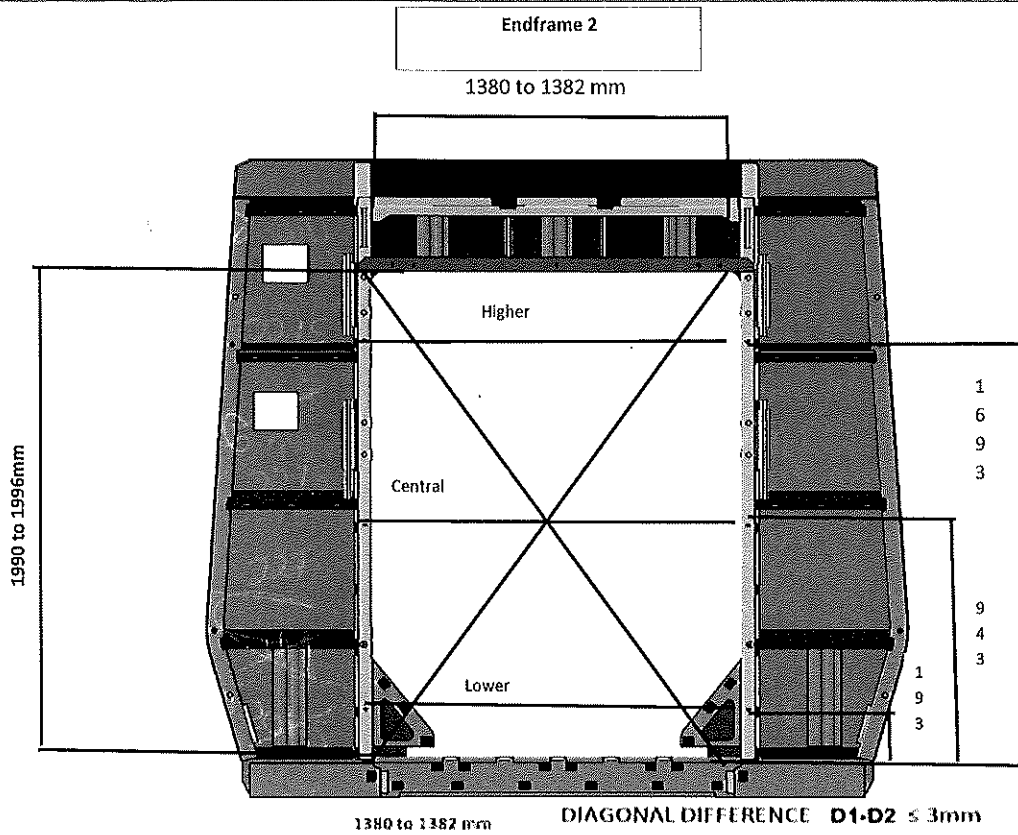 Endframe 2
1380 to 1382 mm
Higher
1
6
9
3
1990 to 1996mm
Central
9
4
3
Lower
1
9
3
1380 to 1382 mm
DIAGONAL DIFFERENCE D1-D2 ≤ 3mm